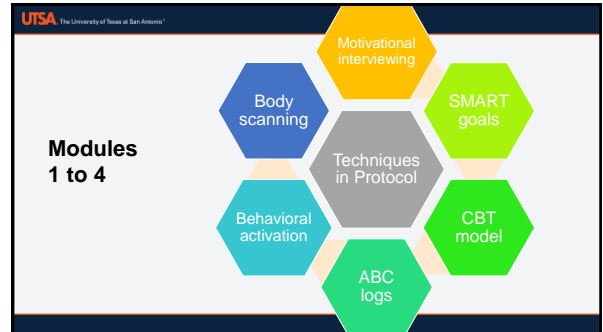 UTSA. The University of Texas at San Antonio™
Modules
1 to 4
Motivational
interviewing
SMART
goals
CBT
model
ABC
logs
Behavioral
activation
Body
scanning
Techniques
in Protocol